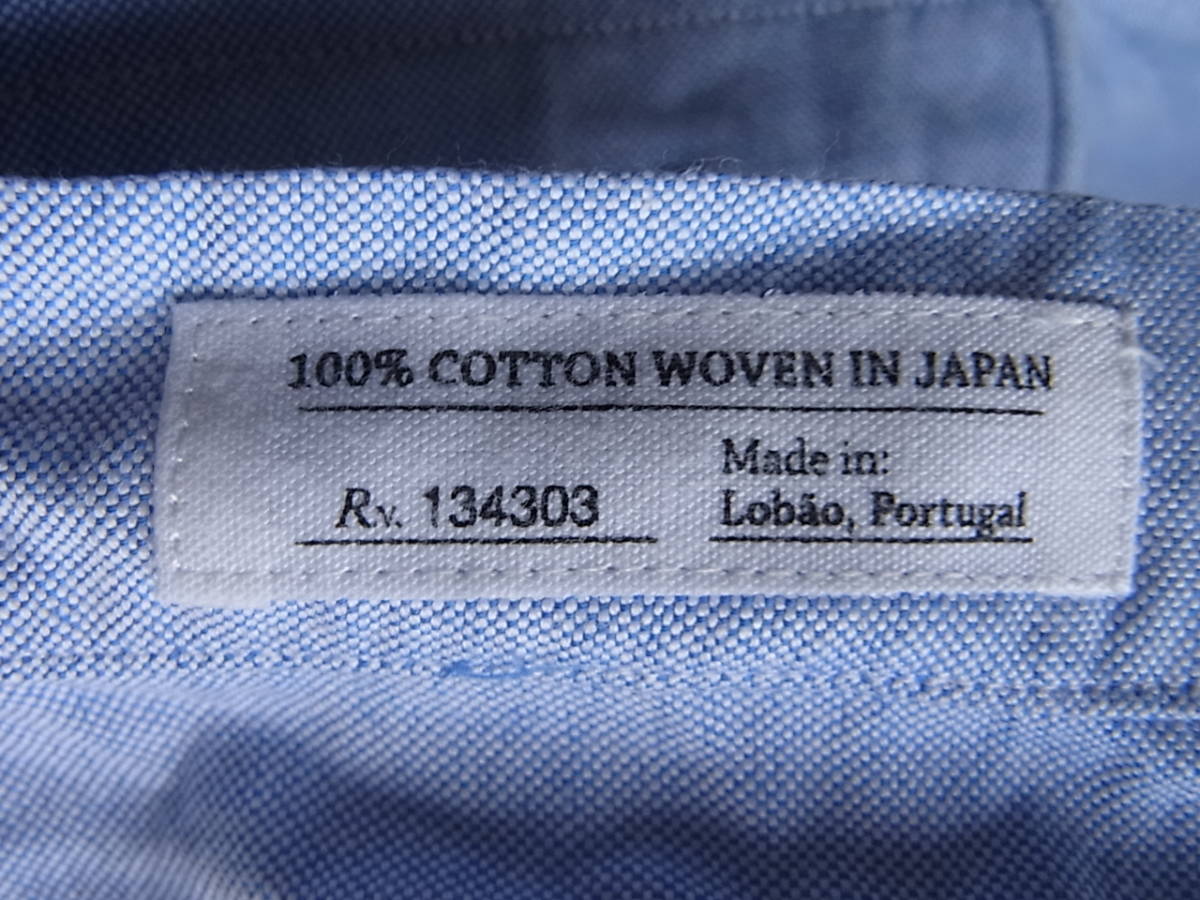 100% COTTON WOVEN IN JAPAN
Rv. 134303
Made in:
Lobão, Portugal